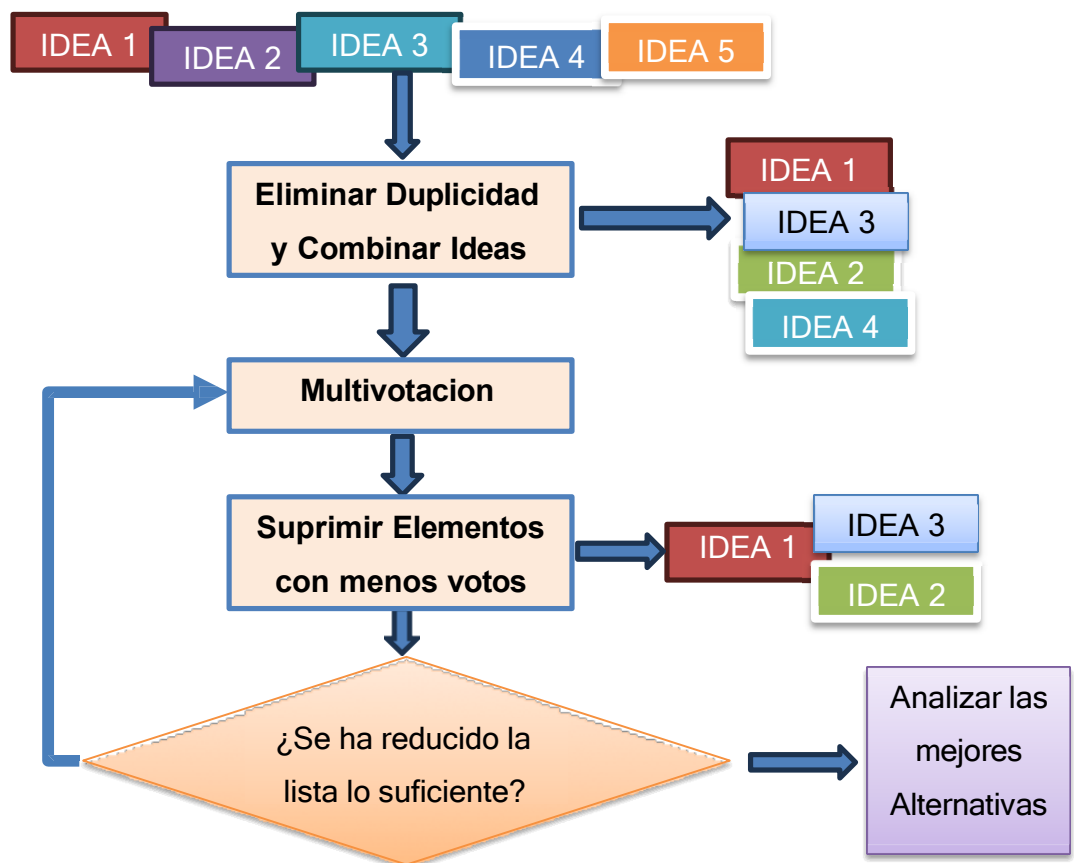 IDEA 1
IDEA 2
IDEA 3
IDEA 4
IDEA 5
Eliminar Duplicidad
y Combinar Ideas
IDEA 1
IDEA 3
IDEA 2
IDEA 4
Multivotacion
Suprimir Elementos
con menos votos
IDEA 1
IDEA 3
IDEA 2
¿Se ha reducido la
lista lo suficiente?
Analizar las
mejores
Alternativas